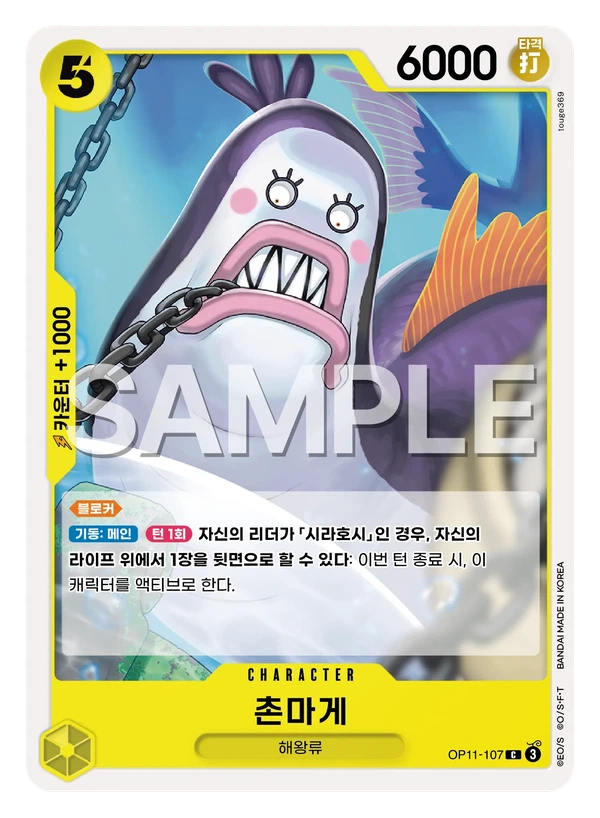 5
6000
타격
打
touge369
카운터 +1000
SAMPLE
블로커
기동: 메인 턴 1회 자신의 리더가 「시라호시」인 경우, 자신의
라이프 위에서 1장을 뒷면으로 할 수 있다: 이번 턴 종료 시, 이
캐릭터를 액티브로 한다.
CHARACTER
촌마게
해왕류
OP11-107 C 3
©EO/S ©O/S·F·T BANDAI MADE IN KOREA